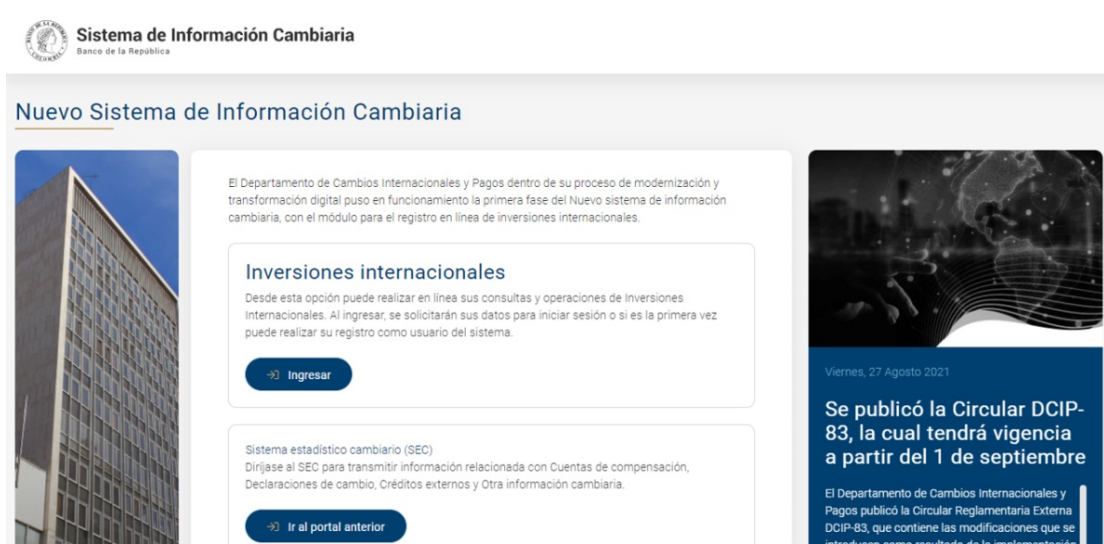 Sistema de Información Cambiaria
Banco de la República
Nuevo Sistema de Información Cambiaria
El Departamento de Cambios Internacionales y Pagos dentro de su proceso de modernización y
transformación digital puso en funcionamiento la primera fase del Nuevo sistema de información
cambiaria, con el módulo para el registro en línea de inversiones internacionales.
Inversiones internacionales
Desde esta opción puede realizar en línea sus consultas y operaciones de Inversiones
Internacionales. Al ingresar, se solicitarán sus datos para iniciar sesión o si es la primera vez
puede realizar su registro como usuario del sistema.
Ingresar
Sistema estadístico cambiario (SEC)
Diríjase al SEC para transmitir información relacionada con Cuentas de compensación,
Declaraciones de cambio, Créditos externos y Otra información cambiaria.
Ir al portal anterior
Viernes, 27 Agosto 2021
Se publicó la Circular DCIP-
83, la cual tendrá vigencia
a partir del 1 de septiembre
El Departamento de Cambios Internacionales y
Pagos publicó la Circular Reglamentaria Externa
DCIP-83, que contiene las modificaciones que se